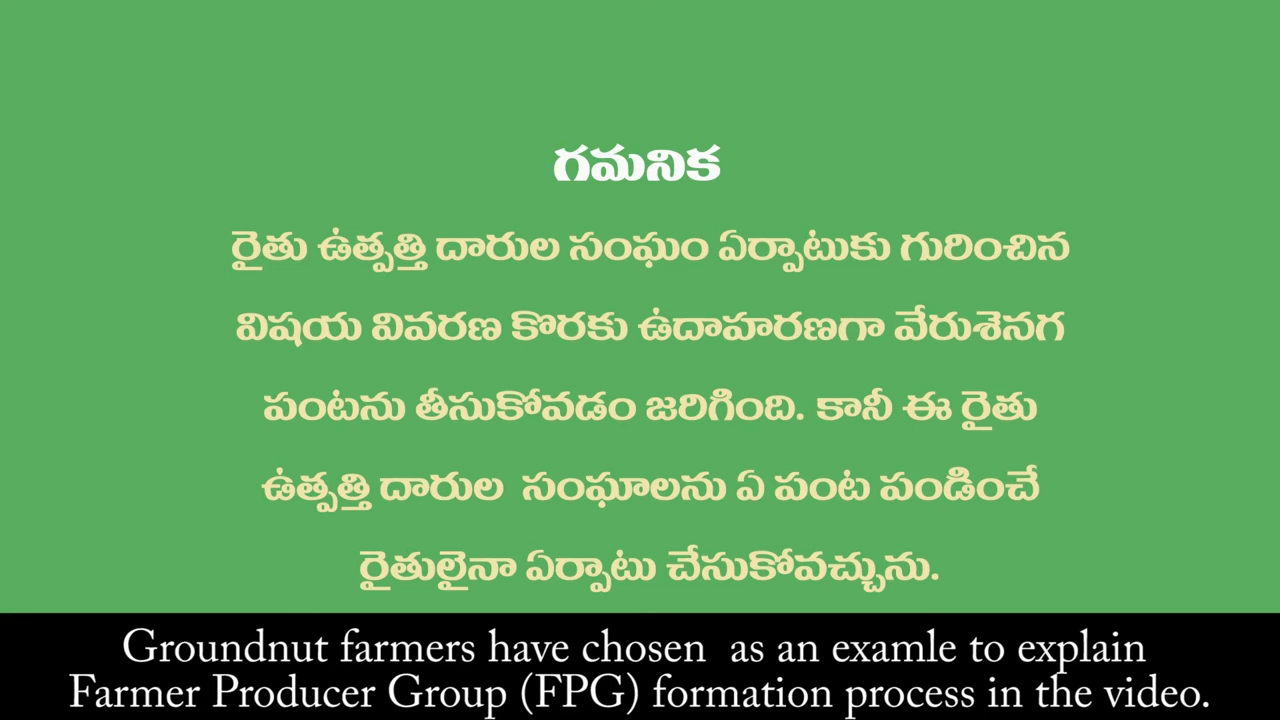 గమనిక
రైతు ఉత్పత్తి దారుల సంఘం ఏర్పాటుకు గురించిన
విషయ వివరణ కొరకు ఉదాహరణగా వేరుశెనగ
పంటను తీసుకోవడం జరిగింది. కానీ ఈ రైతు
ఉత్పత్తి దారుల సంఘాలను ఏ పంట పండించే
రైతులైనా ఏర్పాటు చేసుకోవచ్చును.
Groundnut farmers have chosen as an examle to explain
Farmer Producer Group (FPG) formation process in the video.